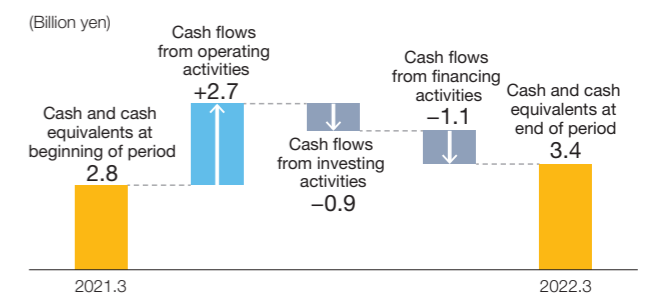 (Billion yen)
Cash and cash
equivalents at
beginning of period
2.8
Cash flows
from operating
activities
+2.7
Cash flows
from investing
activities
−0.9
Cash flows
from financing
activities
−1.1
Cash and cash
equivalents at
end of period
3.4
2021.3
2022.3